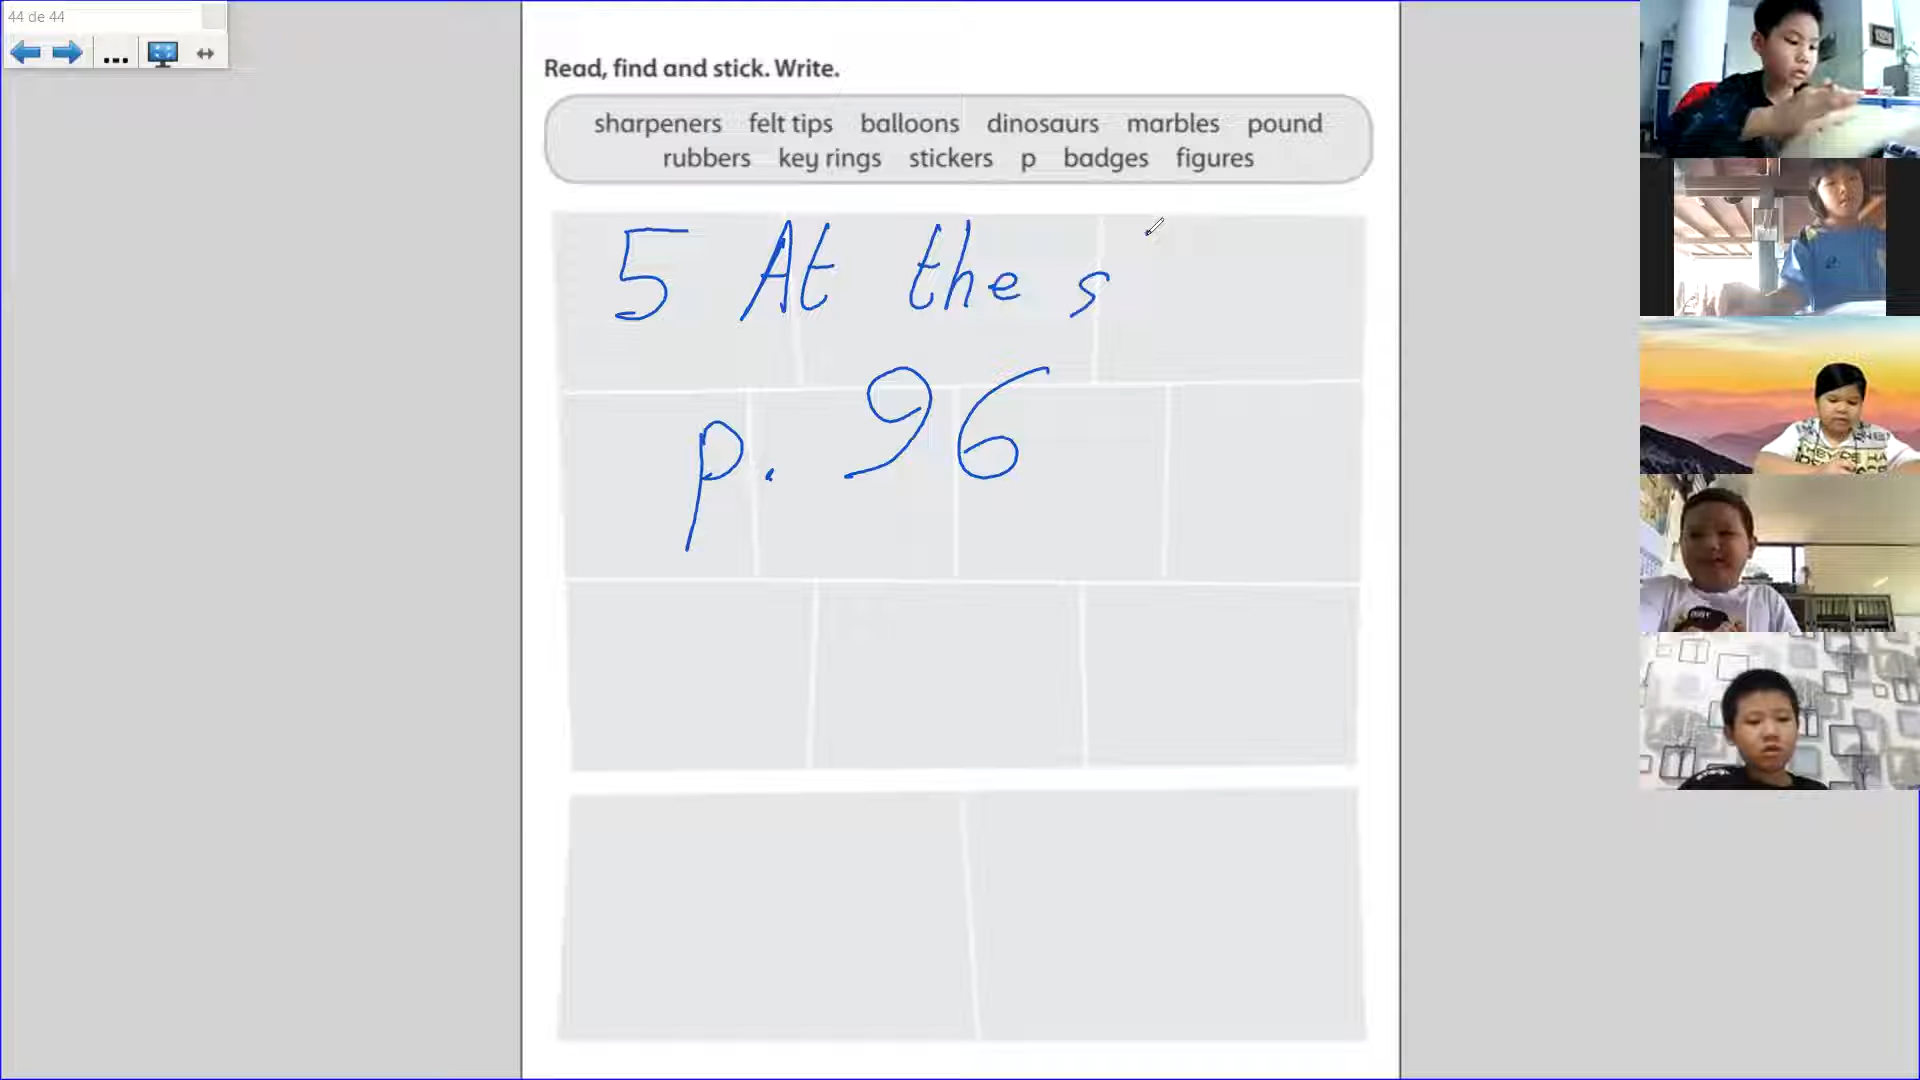 44 de 44
Read, find and stick. Write.
sharpeners felt tips balloons dinosaurs marbles pound
rubbers key rings stickers p badges figures
5 At the s
p. 96